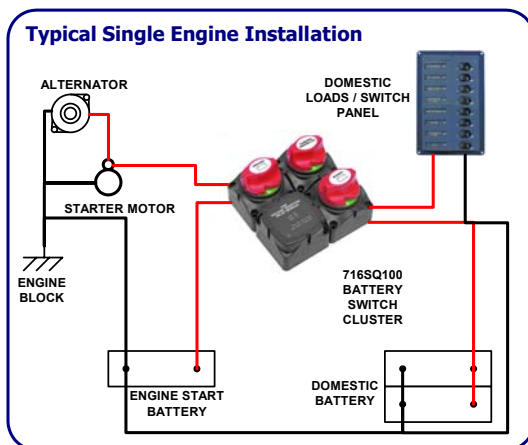 Typical Single Engine Installation
ALTERNATOR
DOMESTIC
LOADS / SWITCH
PANEL
STARTER MOTOR
ENGINE
BLOCK
716SQ100
BATTERY
SWITCH
CLUSTER
ENGINE START
BATTERY
DOMESTIC
BATTERY